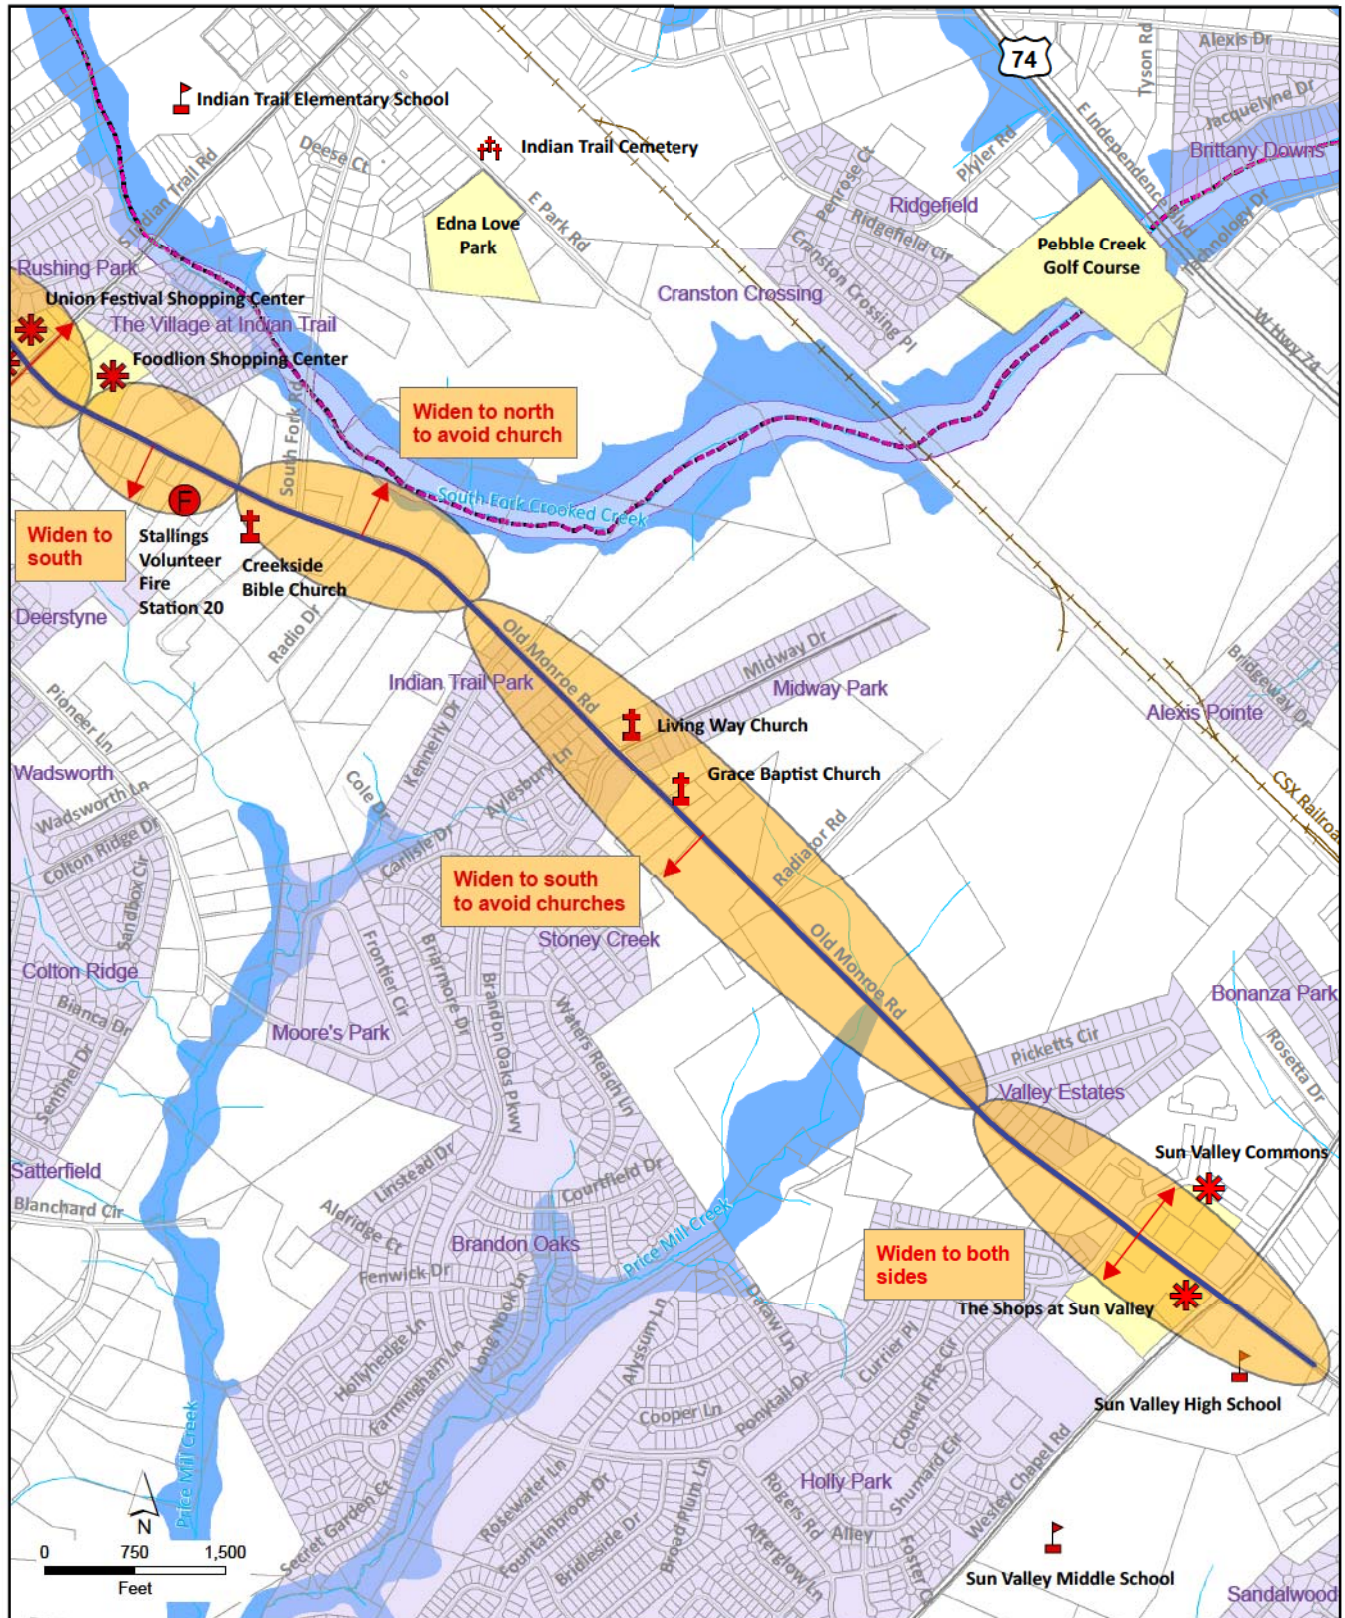 74
Alexis Dr
Tyson Rd
Jacquelyne Dr
Indian Trail Elementary School
E Independence Blvd
Deese Ct
Indian Trail Cemetery
Plyler Rd
Brittany Downs
S Indian Trail Rd
Penrose Ct
E Park Rd
Ridgefield
Edna Love
Park
Ridgefield Cir
Technology Dr
Pebble Creek
Golf Course
Rushing Park
Cranston Crossing
Cranston Crossing Pl
Union Festival Shopping Center
The Village at Indian Trail
W Hwy 74
Foodlion Shopping Center
South Fork Rd
Widen to north
to avoid church
South Fork Crooked Creek
Widen to
south
F
Stallings
Volunteer
Fire
Station 20
Creekside
Bible Church
Deerstyne
Radio Dr
Old Monroe Rd
Midway Dr
Indian Trail Park
Midway Park
Bridgeway Dr
Alexis Pointe
Pioneer Ln
Kennerly Dr
Living Way Church
Wadsworth
Aylesbury Ln
Grace Baptist Church
Wadsworth Ln
Cole Dr
CSX Railroa
Colton Ridge Dr
Carlisle Dr
Radiator Rd
Sandbox Cir
Widen to south
to avoid churches
Stoney Creek
Frontier Cir
Briarmore Dr
Old Monroe Rd
Colton Ridge
Bonanza Park
Bianca Dr
Brandon Oaks Pkwy
Waters Reach Ln
Moore's Park
Picketts Cir
Rosetta Dr
Sentinel Dr
Valley Estates
Satterfield
Linstead Dr
Courtfield Dr
Sun Valley Commons
Blanchard Cir
Aldridge Ct
Brandon Oaks
Price Mill Creek
Widen to both
sides
Fenwick Dr
Long Nook Ln
Dataw Ln
The Shops at Sun Valley
Hollyhedge Ln
Farmingham Ln
Alyssum Ln
Currier Pl
Council Fire Cir
Ponytail Dr
Cooper Ln
Sun Valley High School
Price Mill Creek
Holly Park
Shumard Cir
Wesley Chapel Rd
N
Secret Garden Ct
Rosewater Ln
Fountainbrook Dr
Bridleside Dr
Broad Plum Ln
Rogers Rd
Afterglow Ln
Alley
Foster C
0 750 1,500
Feet
Sun Valley Middle School
Sandalwood